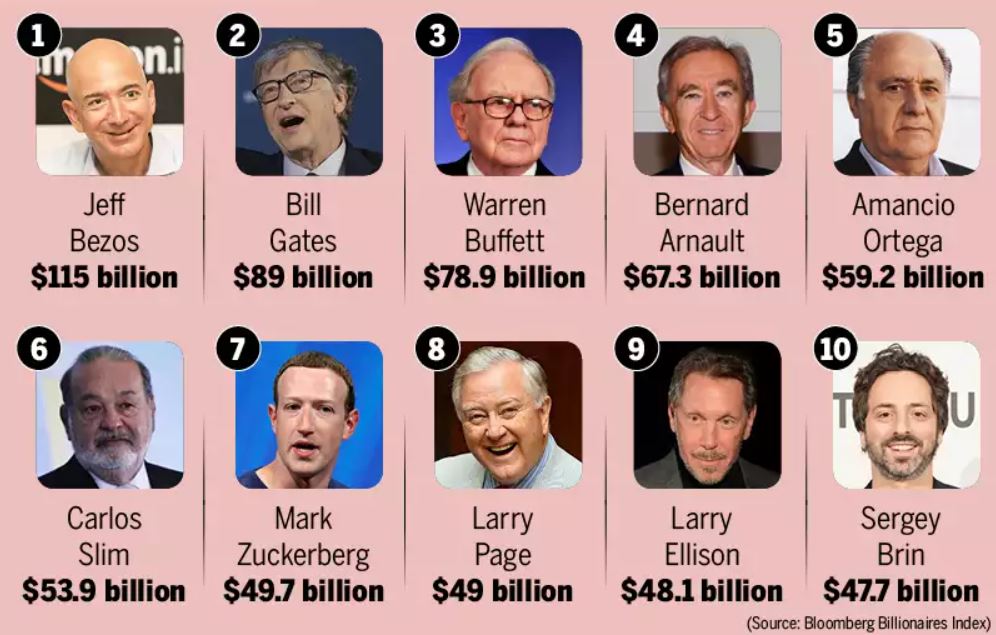 1
2
3
4
5
Jeff
Bezos
$115 billion
Bill
Gates
$89 billion
Warren
Buffett
$78.9 billion
Bernard
Arnault
$67.3 billion
Amancio
Ortega
$59.2 billion
6
7
8
9
10
Carlos
Slim
$53.9 billion
Mark
Zuckerberg
$49.7 billion
Larry
Page
$49 billion
Larry
Ellison
$48.1 billion
Sergey
Brin
$47.7 billion
(Source: Bloomberg Billionaires Index)